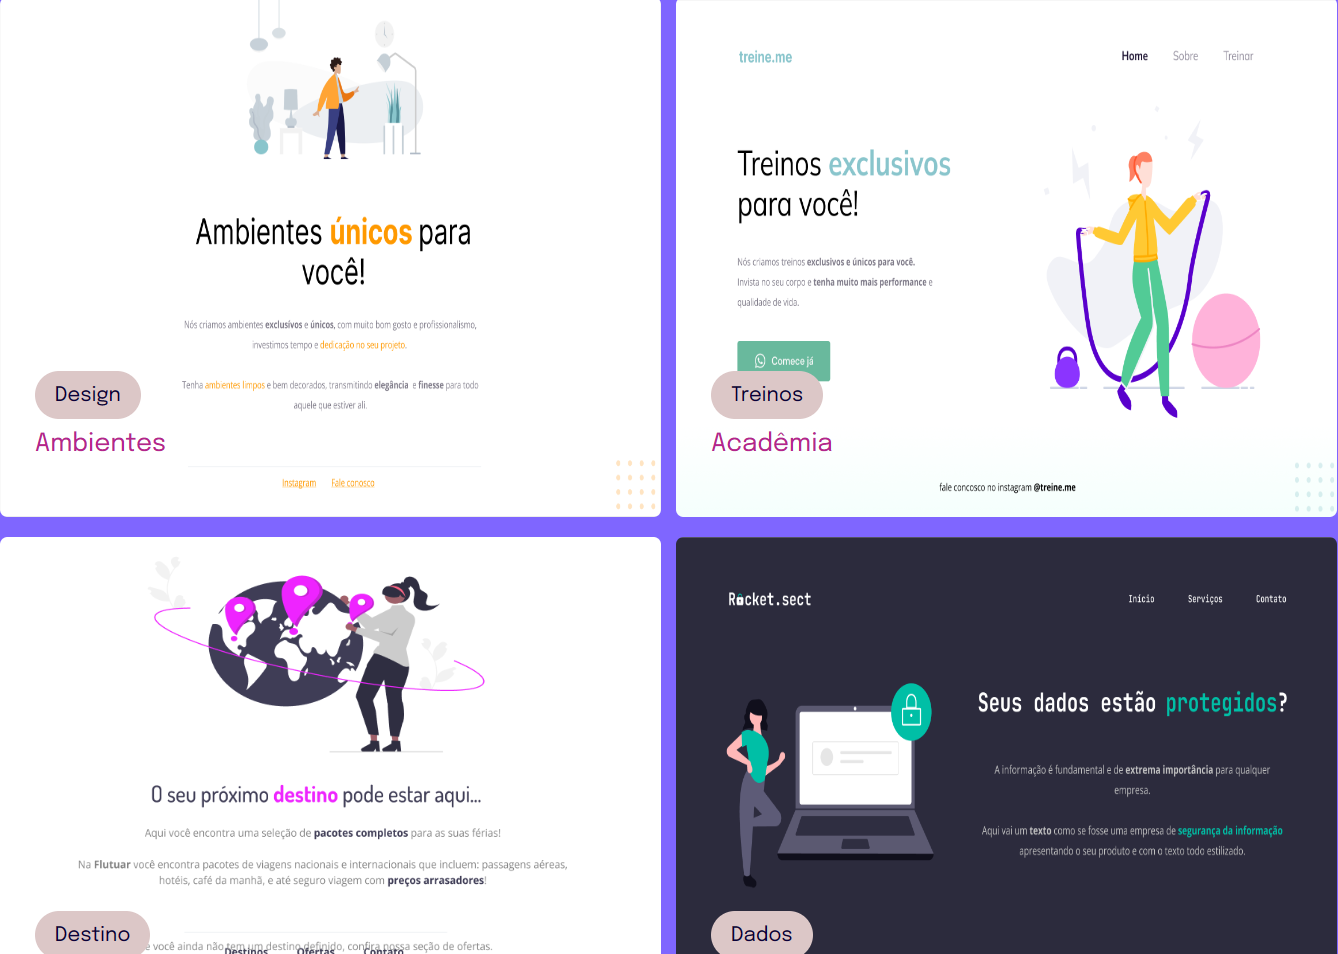 Ambientes únicos para
você!
Nós criamos ambientes exclusívos e únicos, com muito bom gosto e profissionalismo,
investimos tempo e dedicação no seu projeto.
Tenha ambientes limpos e bem decorados, transmitindo elegância e finesse para todo
aquele que estiver ali.
Design
Ambientes
Instagram Fale conosco
treine.me
Home Sobre Treinar
Treinos exclusivos
para você!
Nós criamos treinos exclusivos e únicos para você.
Invista no seu corpo e tenha muito mais performance e
qualidade de vida.
Comece já
Treinos
Acadêmia
fale concosco no instagram @treine.me
O seu próximo destino pode estar aqui...
Aqui você encontra uma seleção de pacotes completos para as suas férias!
Na Flutuar você encontra pacotes de viagens nacionais e internacionais que incluem: passagens aéreas,
hotéis, café da manhã, e até seguro viagem com preços arrasadores!
Destino
e você ainda não tem um destino definido, confira nossa seção de ofertas.
Destinos Ofertas Contato
Rocket.sect
Início Serviços Contato
Seus dados estão protegidos?
A informação é fundamental e de extrema importância para qualquer
empresa.
Aqui vai um texto como se fosse uma empresa de segurança da informação
apresentando o seu produto e com o texto todo estilizado.
Dados